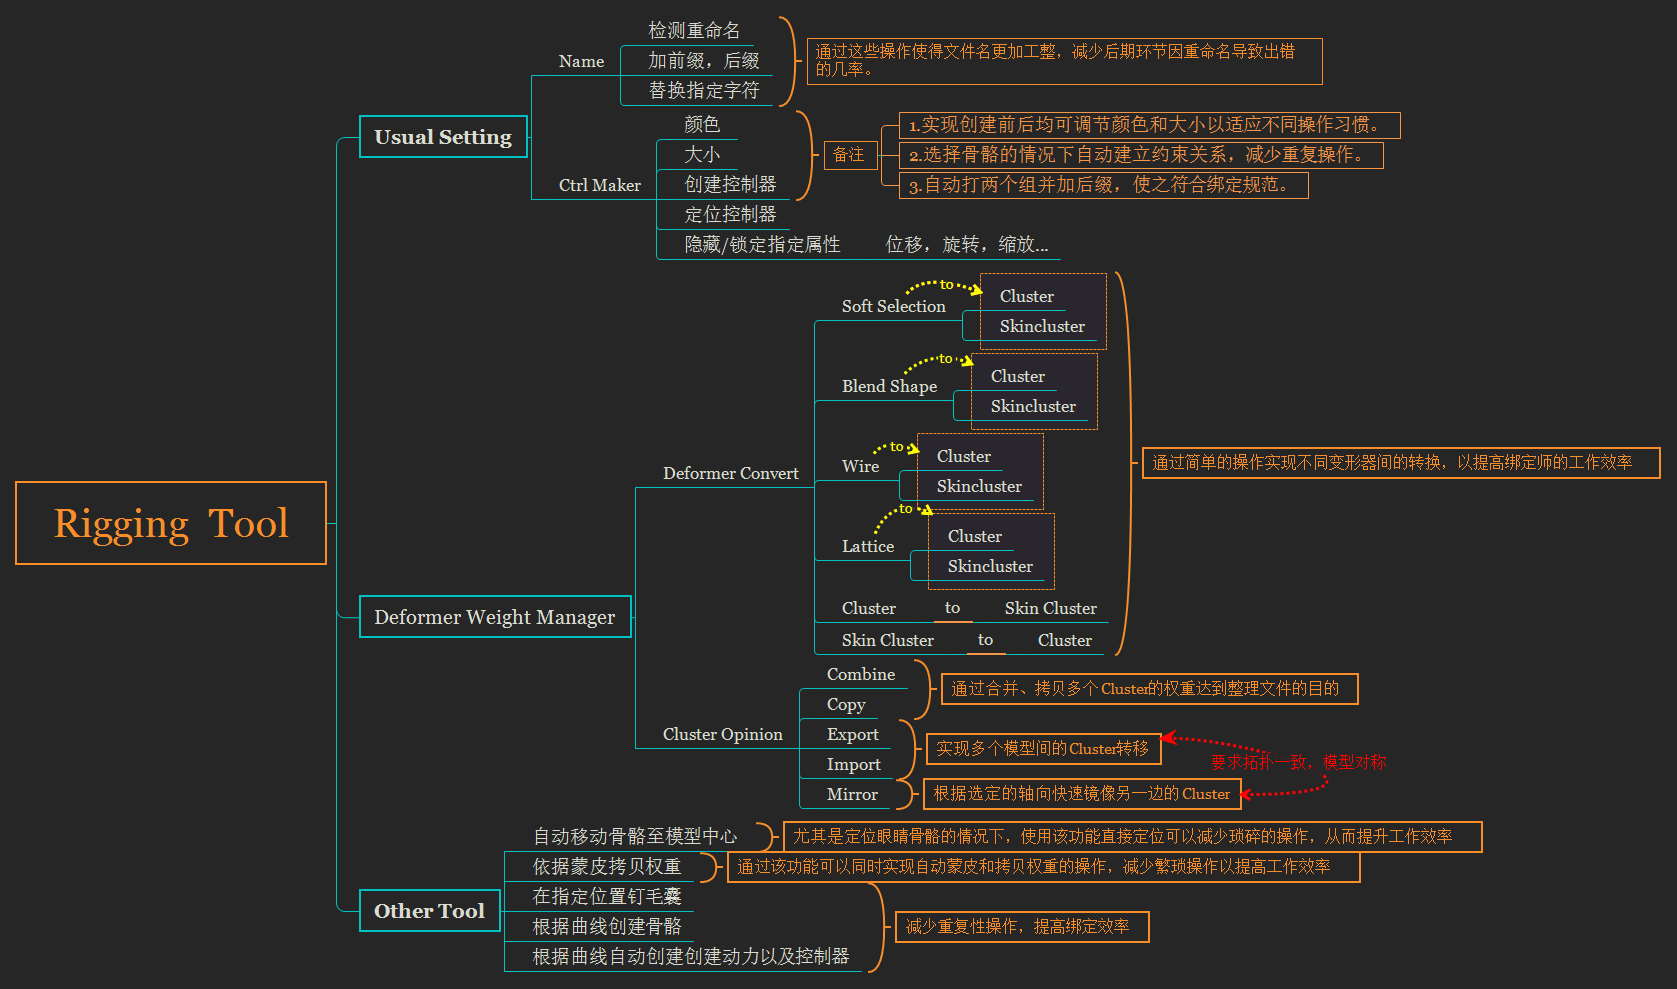 Rigging Tool
Usual Setting
Name
检测重命名
加前缀，后缀
替换指定字符
通过这些操作使得文件名更加工整，减少后期环节因重命名导致出错
的几率。
Ctrl Maker
颜色
大小
创建控制器
定位控制器
隐藏/锁定指定属性
位移，旋转，缩放...
备注
1.实现创建前后均可调节颜色和大小以适应不同操作习惯。
2.选择骨骼的情况下自动建立约束关系，减少重复操作。
3.自动打两个组并加后缀，使之符合绑定规范。
Deformer Weight Manager
Deformer Convert
Soft Selection
to
Cluster
Skincluster
Blend Shape
to
Cluster
Skincluster
Wire
to
Cluster
Skincluster
Lattice
to
Cluster
Skincluster
Cluster to Skin Cluster
Skin Cluster to Cluster
通过简单的操作实现不同变形器间的转换，以提高绑定师的工作效率
Cluster Opinion
Combine
Copy
Export
Import
Mirror
通过合并、拷贝多个Cluster的权重达到整理文件的目的
实现多个模型间的Cluster转移
根据选定的轴向快速镜像另一边的Cluster
要求拓扑一致，模型对称
Other Tool
自动移动骨骼至模型中心
尤其是定位眼睛骨骼的情况下，使用该功能直接定位可以减少琐碎的操作，从而提升工作效率
依据蒙皮拷贝权重
通过该功能可以同时实现自动蒙皮和拷贝权重的操作，减少繁琐操作以提高工作效率
在指定位置钉毛囊
根据曲线创建骨骼
根据曲线自动创建创建动力以及控制器
减少重复性操作，提高绑定效率